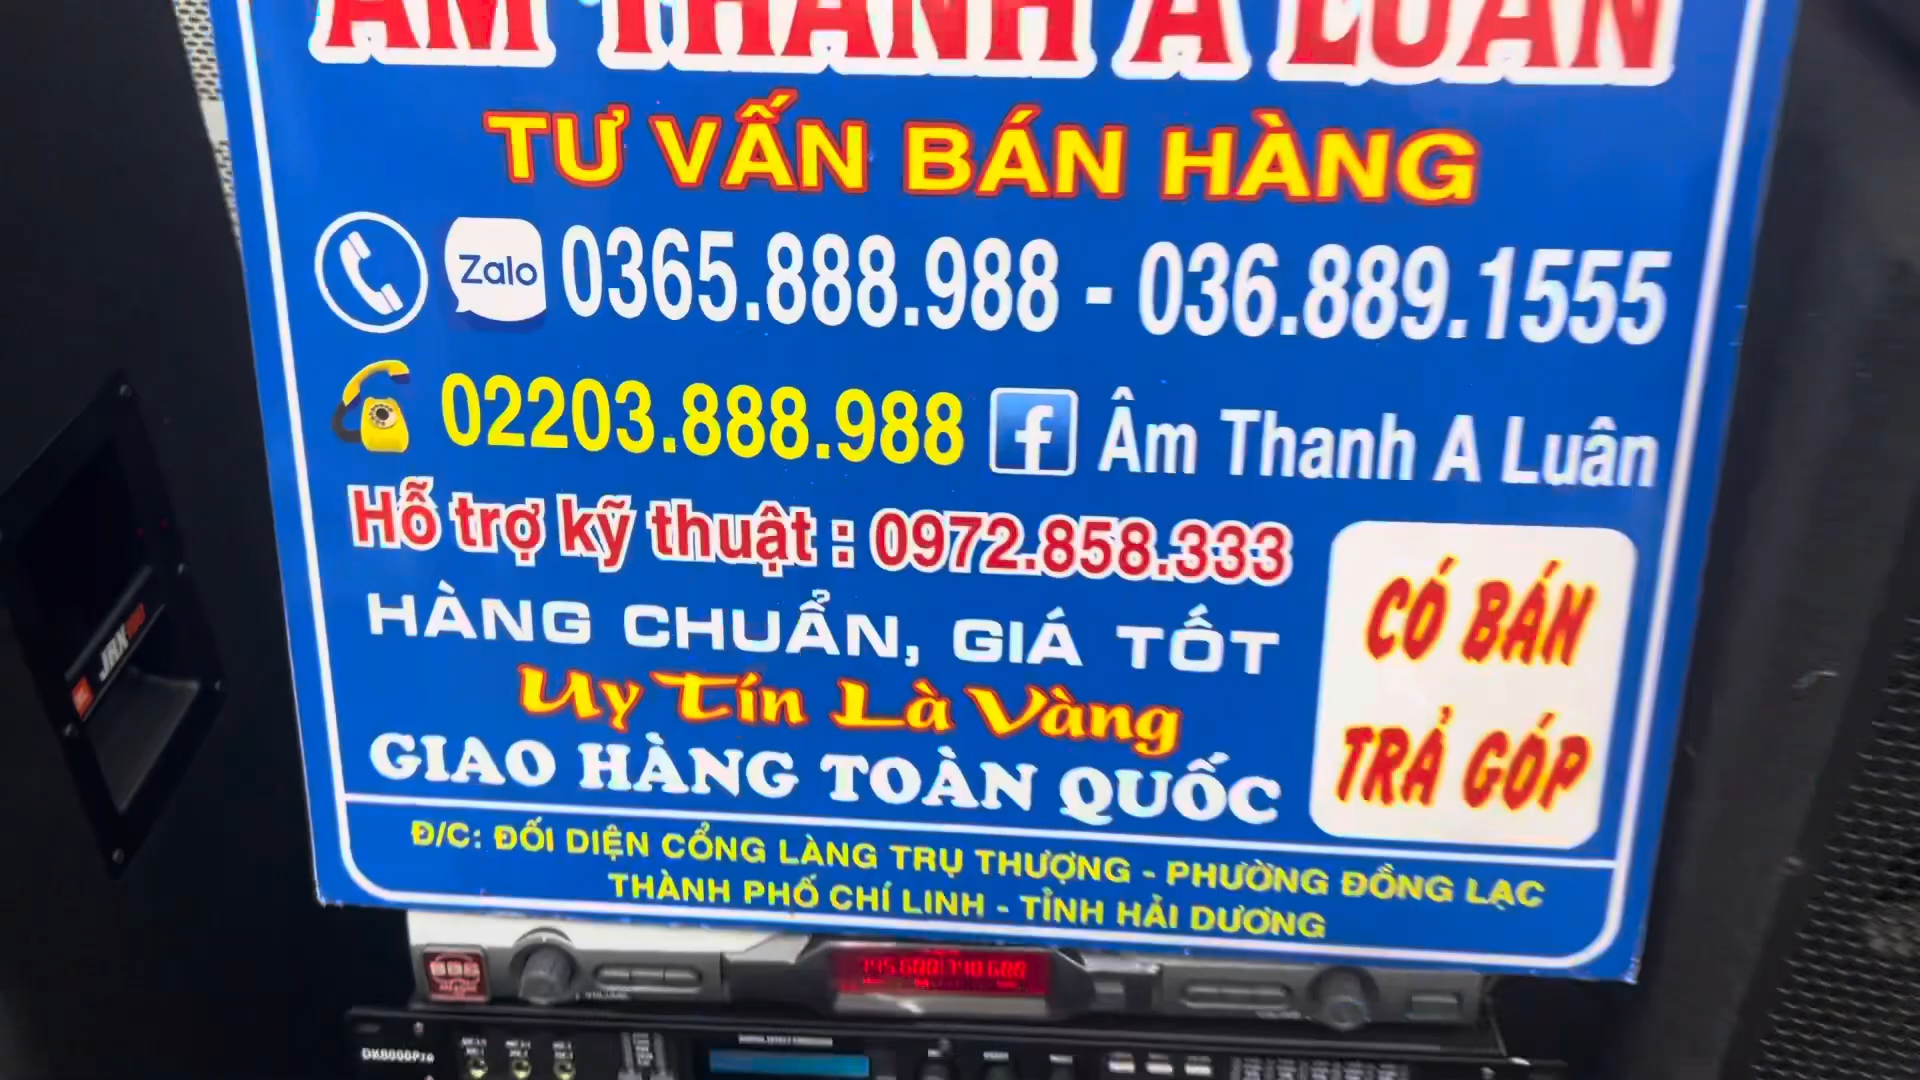 ÂM THANH A LUÂN
TƯ VẤN BÁN HÀNG
Zalo 0365.888.988 - 036.889.1555
02203.888.988 f Âm Thanh A Luân
Hỗ trợ kỹ thuật : 0972.858.333
HÀNG CHUẨN, GIÁ TỐT
Uy Tín Là Vàng
GIAO HÀNG TOÀN QUỐC
CÓ BÁN
TRẢ GÓP
Đ/C: ĐỐI DIỆN CỔNG LÀNG TRỤ THƯỢNG - PHƯỜNG ĐỒNG LẠC
THÀNH PHỐ CHÍ LINH - TỈNH HẢI DƯƠNG
JRX
DK8000Pro